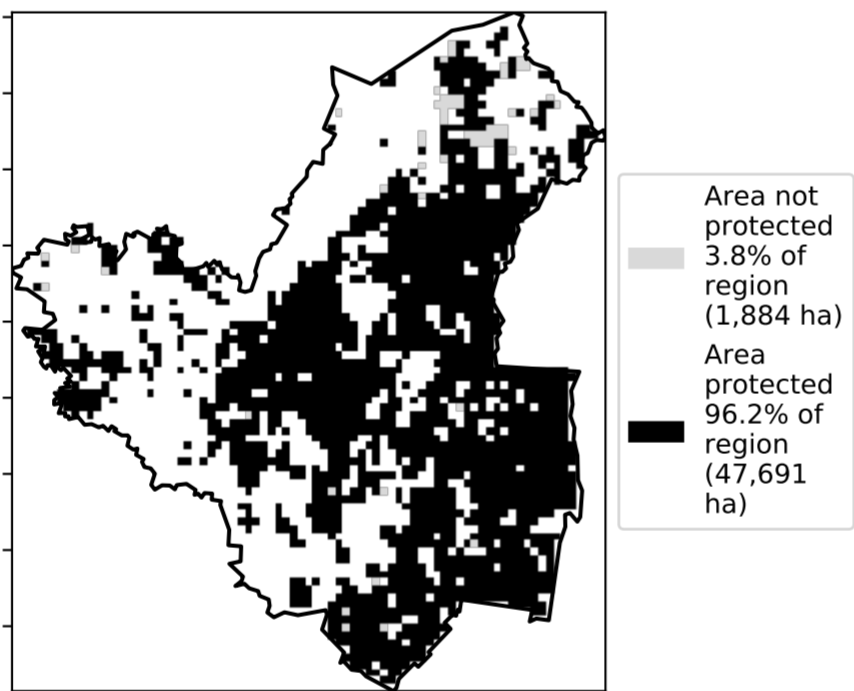 Area not
protected
3.8% of
region
(1,884 ha)
Area
protected
96.2% of
region
(47,691
ha)